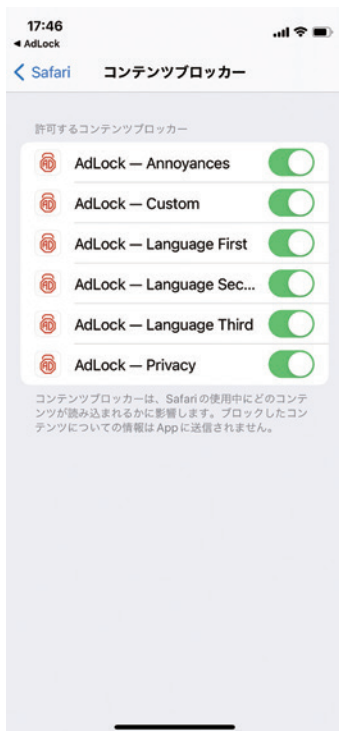 17:46
◀ AdLock
Safari
コンテンツブロッカー
許可するコンテンツブロッカー
AdLock — Annoyances
AdLock — Custom
AdLock — Language First
AdLock — Language Sec...
AdLock — Language Third
AdLock — Privacy
コンテンツブロッカーは、Safariの使用中にどのコンテ
ンツが読み込まれるかに影響します。ブロックしたコン
テンツについての情報はAppに送信されません。